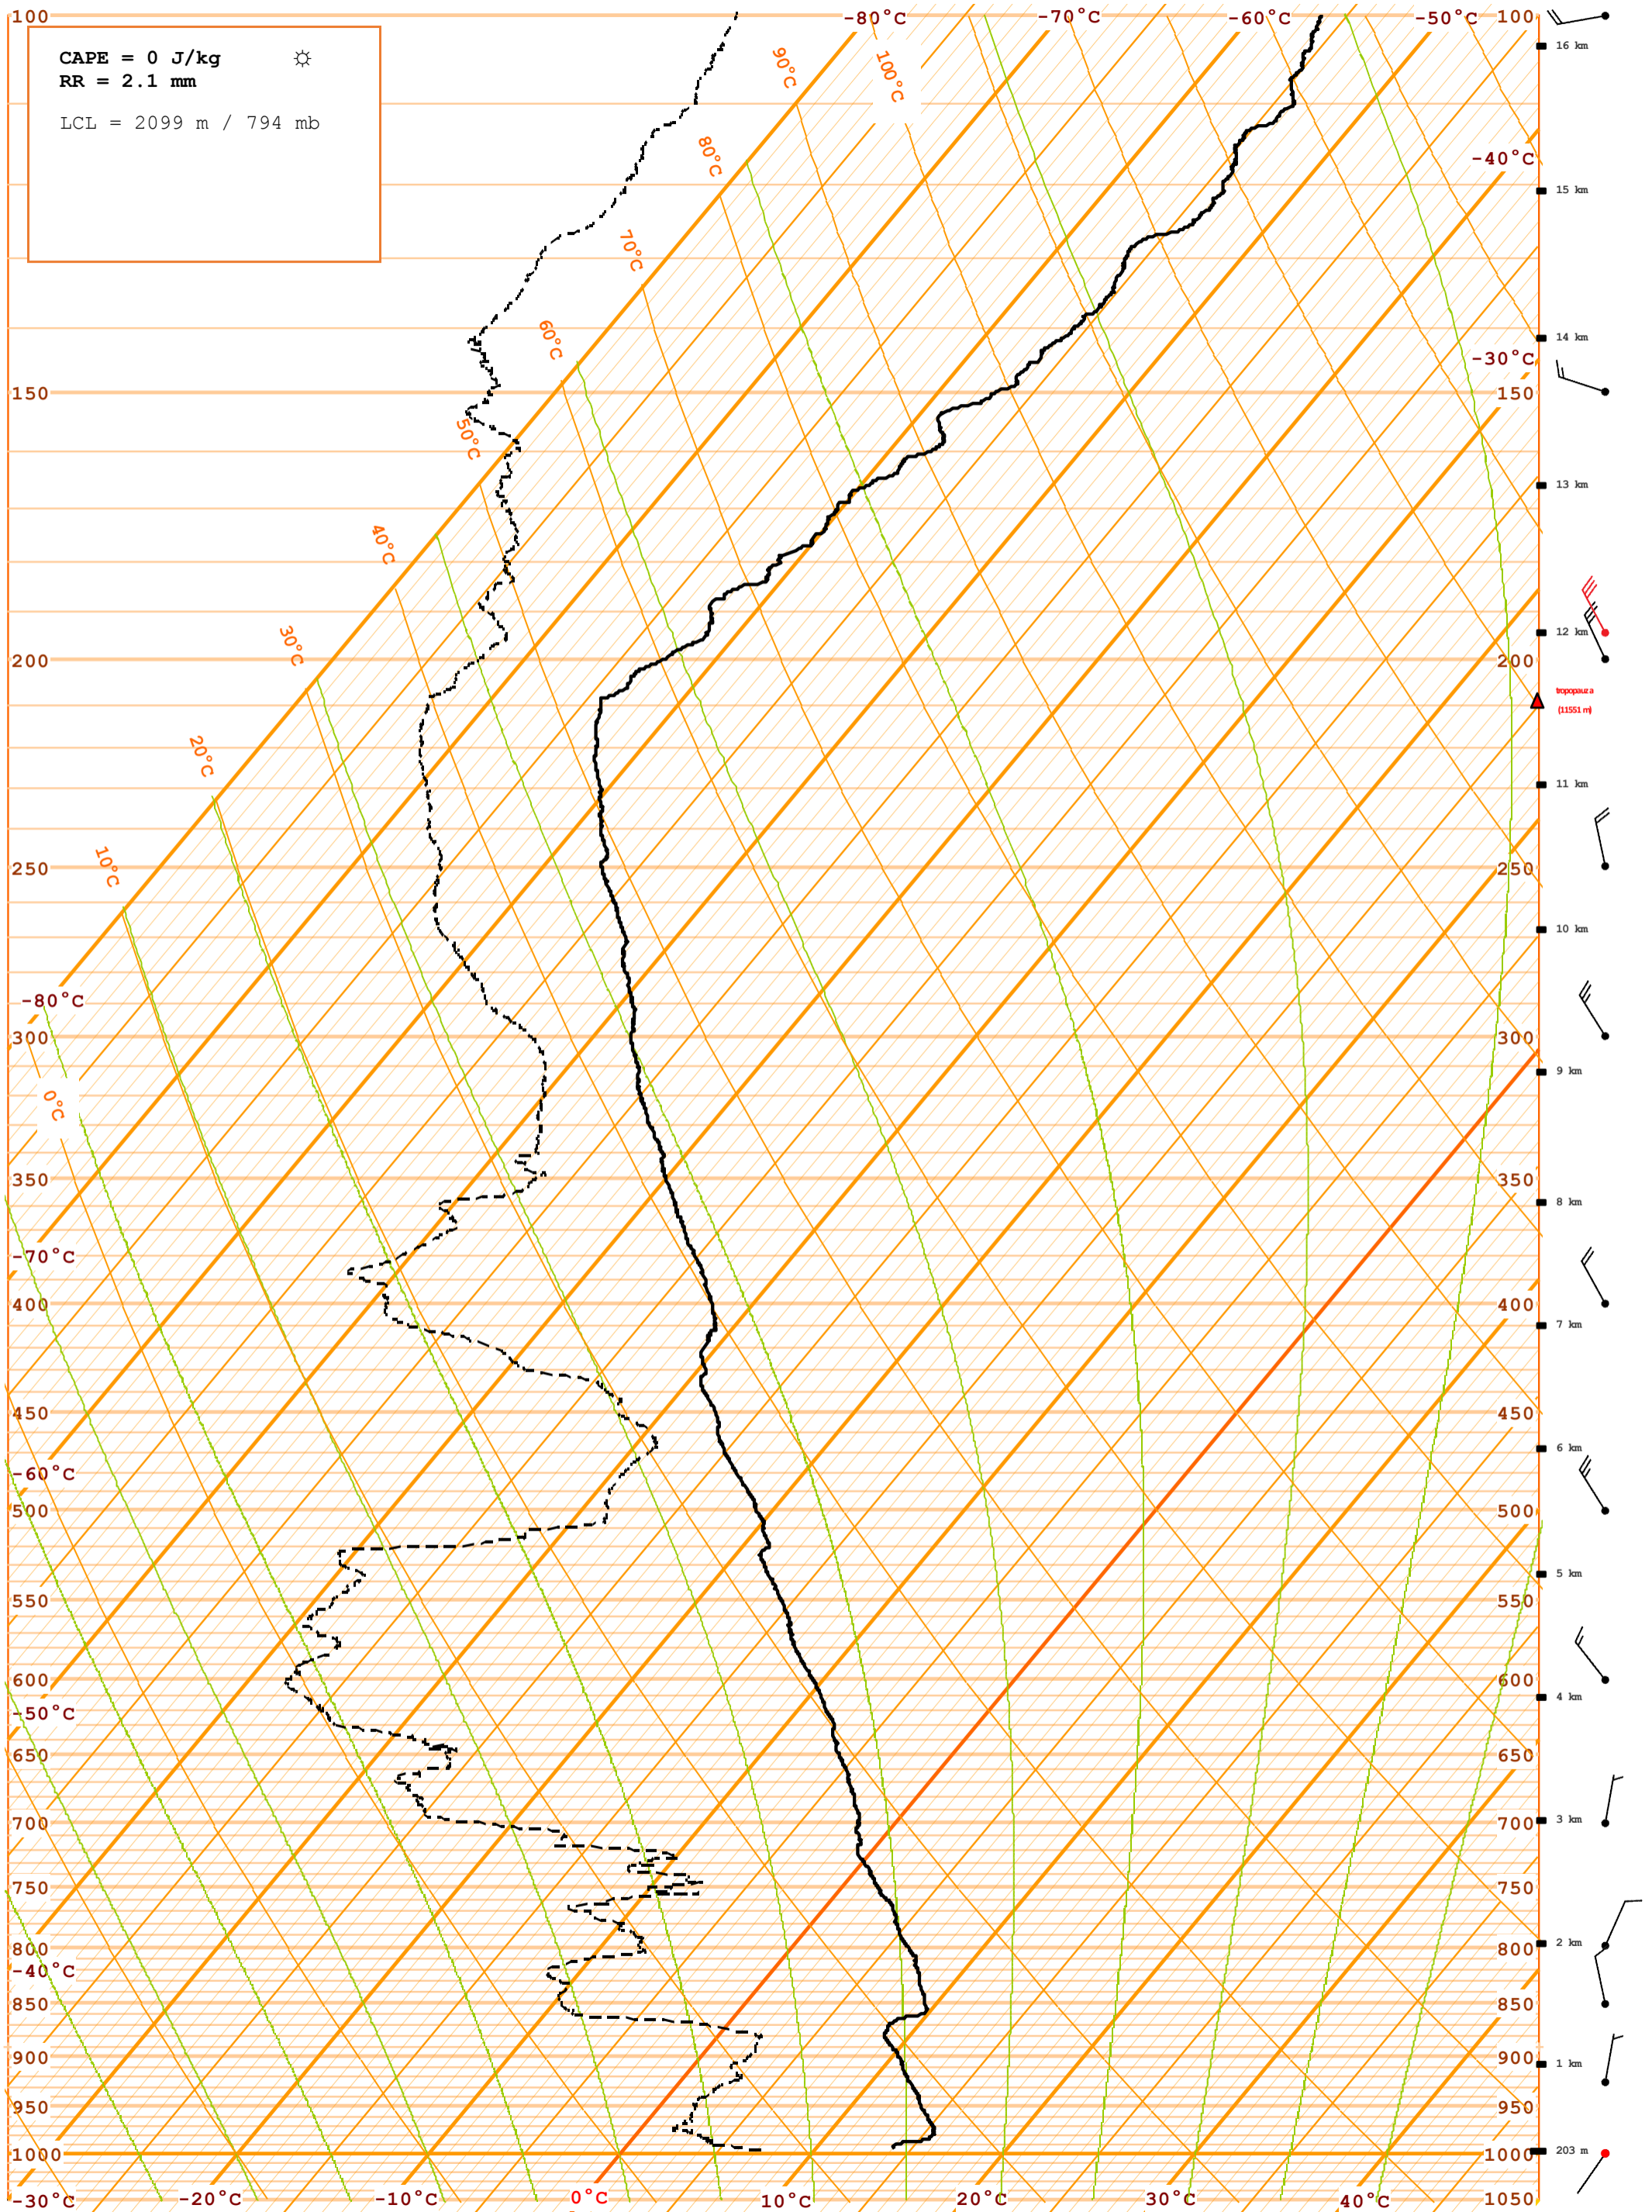 100 -80°C -70°C -60°C -50°C 100
16 km
CAPE = 0 J/kg ☼
RR = 2.1 mm
LCL = 2099 m / 794 mb
90°C 100°C
80°C -40°C
15 km
70°C
60°C 14 km
-30°C
150 150
50°C
13 km
40°C
30°C 12 km
200 200
tropopauza
(11551 m)
20°C
11 km
10°C 250 250
10 km
-80°C
300 300
9 km
0°C
350 350
8 km
-70°C
400 400
7 km
450 450
6 km
-60°C
500 500
5 km
550 550
600 600
4 km
-50°C
650 650
3 km
700 700
750 750
2 km
800 800
-40°C
850 850
900 900
1 km
950 950
1000 1000 203 m
-30°C -20°C -10°C 0°C 10°C 20°C 30°C 40°C 1050